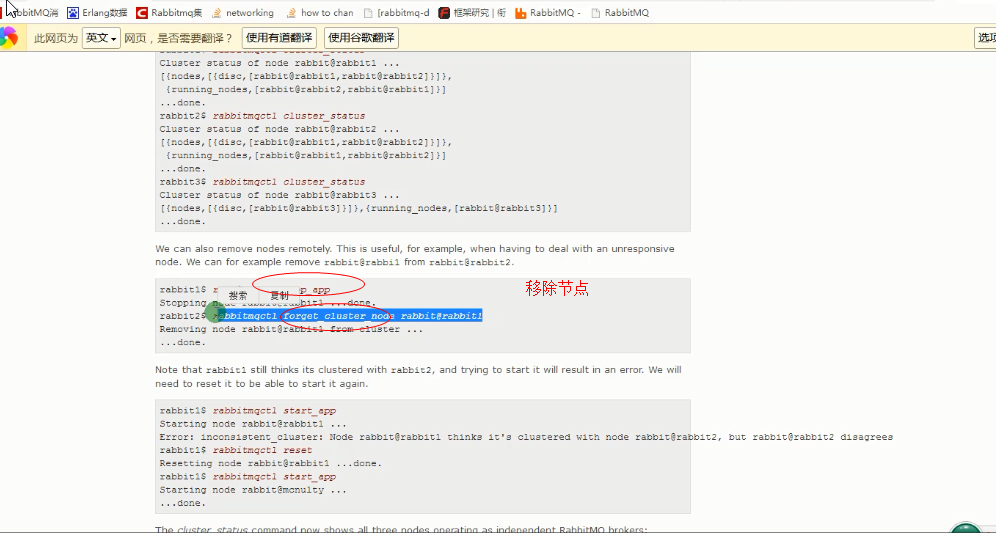 bbitMQ消 Erlang数据 Rabbitmq集 networking how to chan [rabbitmq-d 框架研究 | 衔 RabbitMQ - RabbitMQ
此网页为 英文 网页，是否需要翻译？ 使用有道翻译 使用谷歌翻译 选项
Cluster status of node rabbit@rabbit1 ...
[{nodes,[{disc,[rabbit@rabbit1,rabbit@rabbit2]}]},
{running_nodes,[rabbit@rabbit2,rabbit@rabbit1]}]
...done.
rabbit2$ rabbitmqctl cluster_status
Cluster status of node rabbit@rabbit2 ...
[{nodes,[{disc,[rabbit@rabbit1,rabbit@rabbit2]}]},
{running_nodes,[rabbit@rabbit1,rabbit@rabbit2]}]
...done.
rabbit3$ rabbitmqctl cluster_status
Cluster status of node rabbit@rabbit3 ...
[{nodes,[{disc,[rabbit@rabbit3]}]},{running_nodes,[rabbit@rabbit3]}]
...done.
We can also remove nodes remotely. This is useful, for example, when having to deal with an unresponsive
node. We can for example remove rabbit@rabbi1 from rabbit@rabbit2.
rabbit1$ p_app
移除节点
搜索 复制
Stopping node rabbit@rabbit1 ...done.
rabbit2$ rabbitmqctl forget_cluster_node rabbit@rabbit1
Removing node rabbit@rabbit1 from cluster ...
...done.
Note that rabbit1 still thinks its clustered with rabbit2, and trying to start it will result in an error. We will
need to reset it to be able to start it again.
rabbit1$ rabbitmqctl start_app
Starting node rabbit@rabbit1 ...
Error: inconsistent_cluster: Node rabbit@rabbit1 thinks it's clustered with node rabbit@rabbit2, but rabbit@rabbit2 disagrees
rabbit1$ rabbitmqctl reset
Resetting node rabbit@rabbit1 ...done.
rabbit1$ rabbitmqctl start_app
Starting node rabbit@mcnulty ...
...done.
The cluster_status command now shows all three nodes operating as independent RabbitMQ brokers: